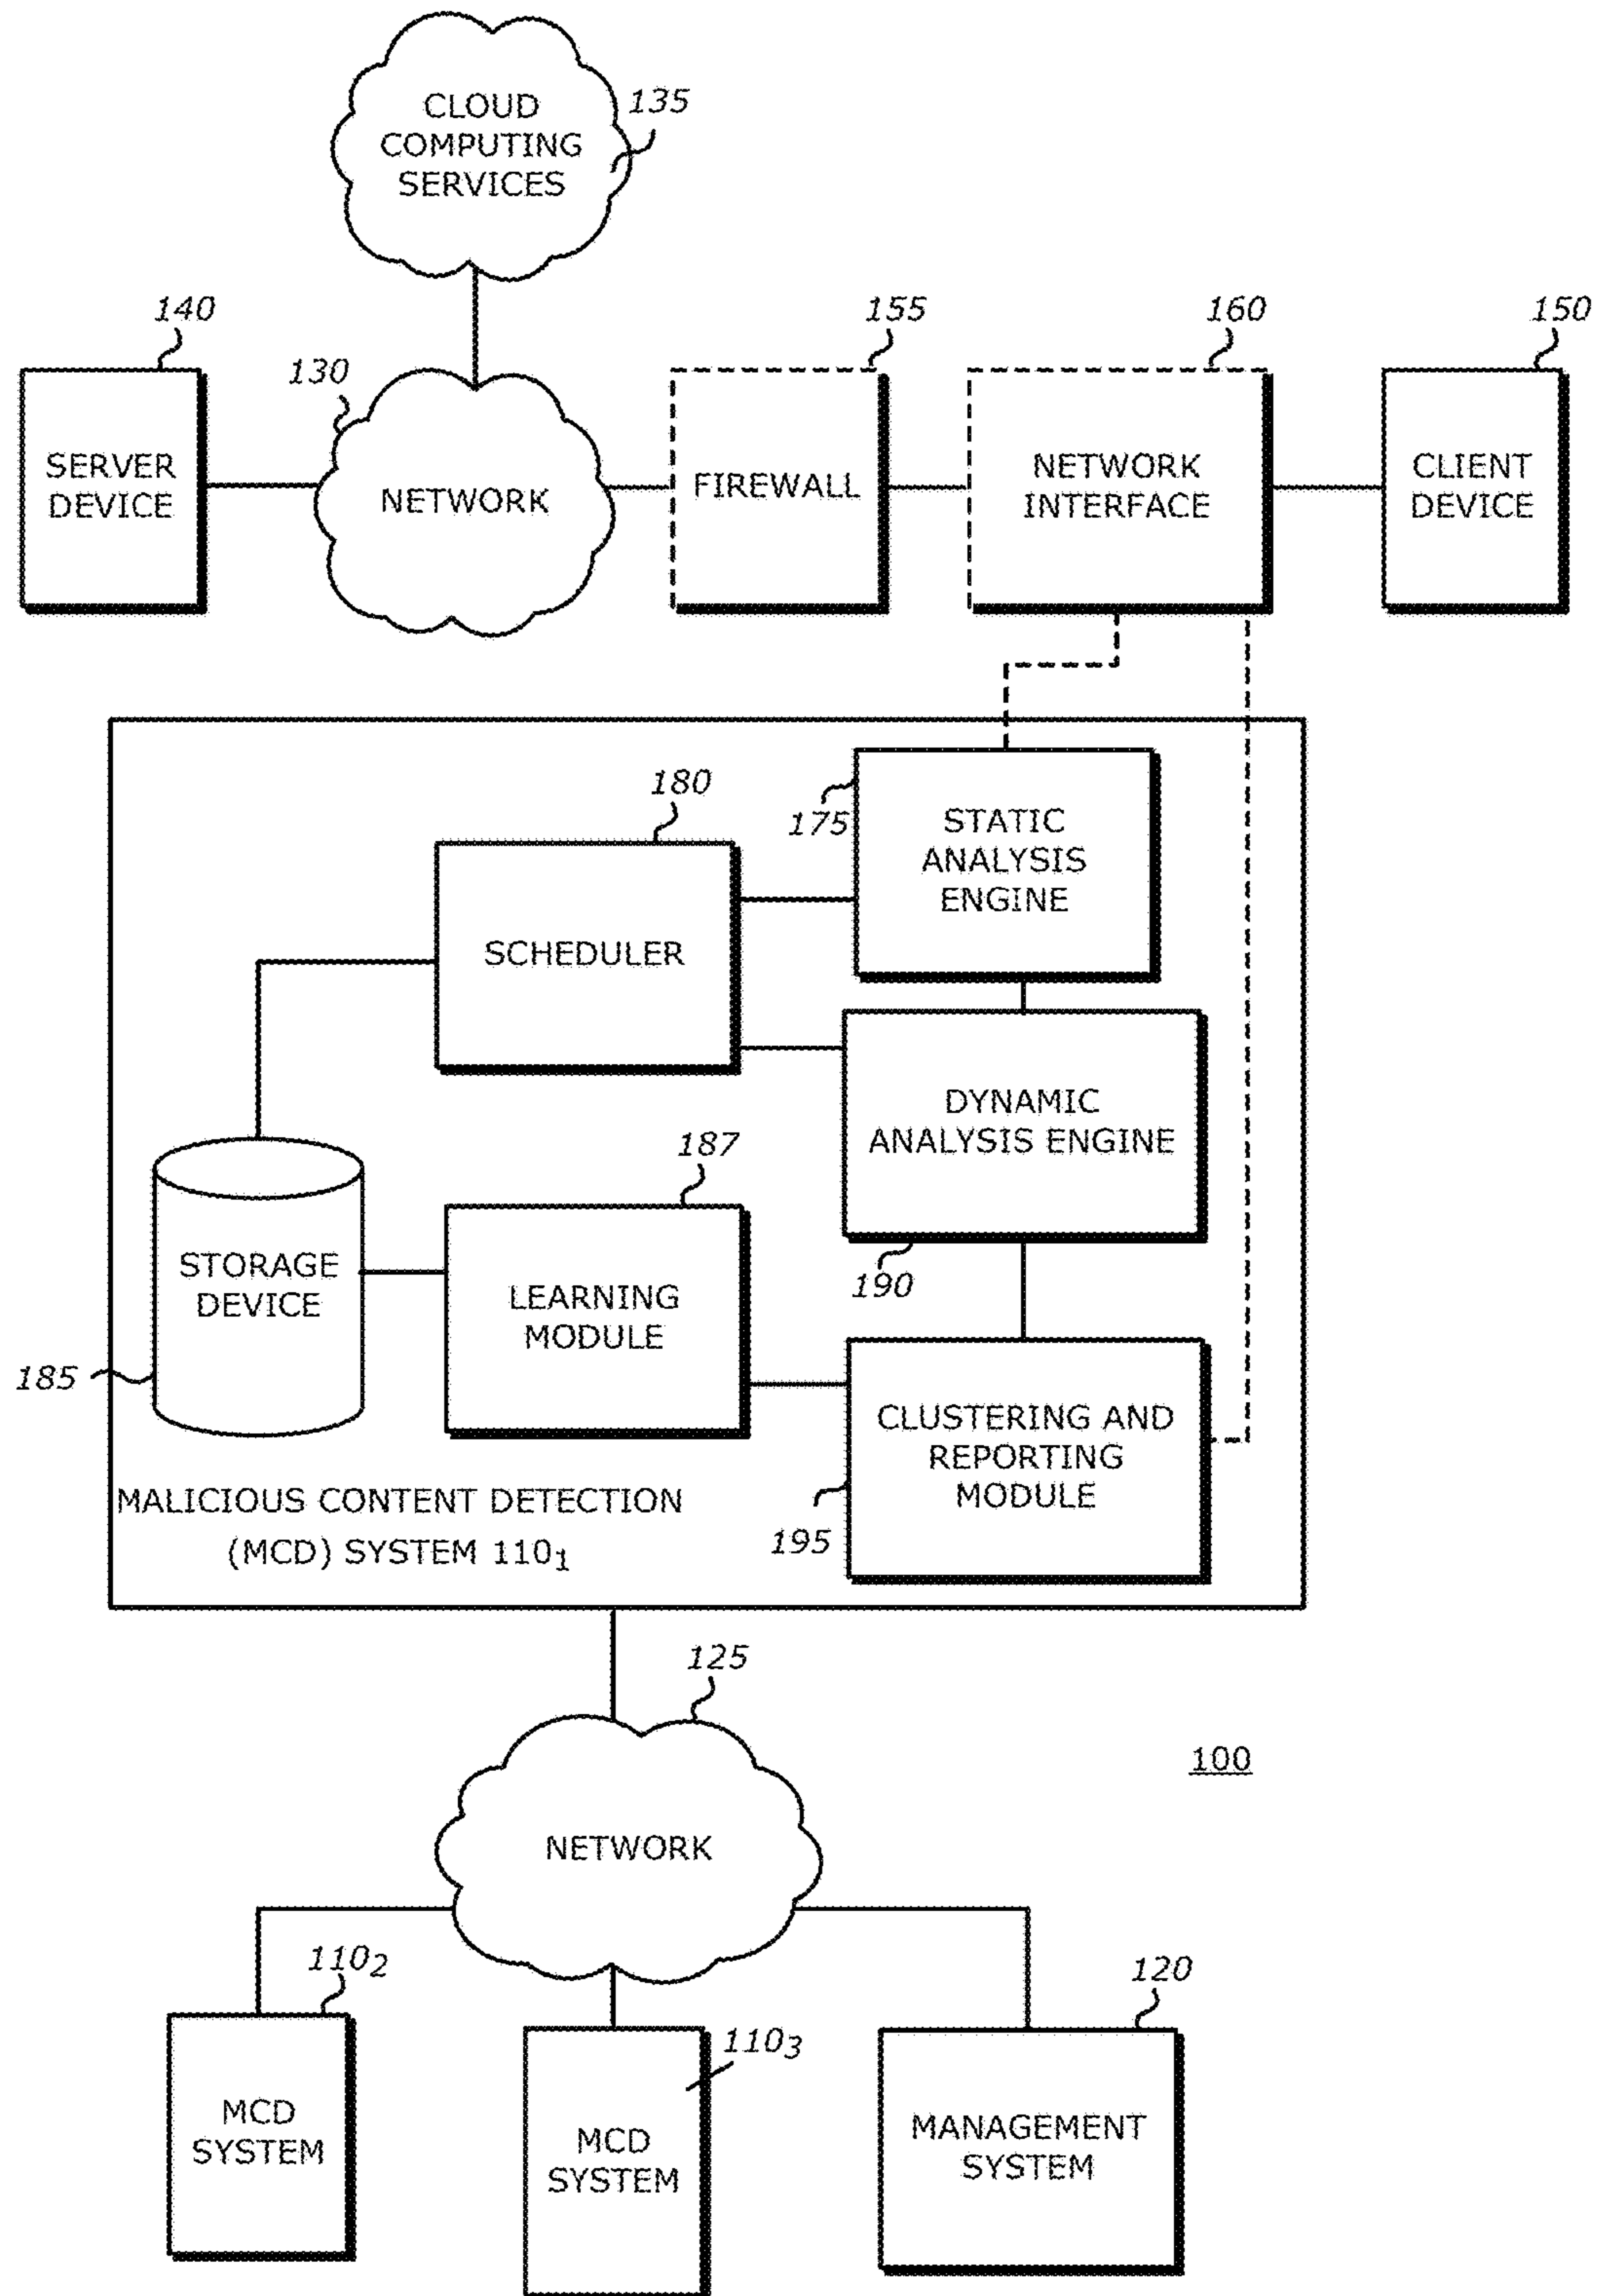 CLOUD
COMPUTING
SERVICES
135
140
130
155
160
150
SERVER
DEVICE
NETWORK
FIREWALL
NETWORK
INTERFACE
CLIENT
DEVICE
180
175
STATIC
ANALYSIS
ENGINE
SCHEDULER
DYNAMIC
ANALYSIS ENGINE
187
190
STORAGE
DEVICE
LEARNING
MODULE
185
CLUSTERING AND
REPORTING
MODULE
195
MALICIOUS CONTENT DETECTION
(MCD) SYSTEM 110₁
125
100
NETWORK
110₂
110₃
120
MCD
SYSTEM
MCD
SYSTEM
MANAGEMENT
SYSTEM